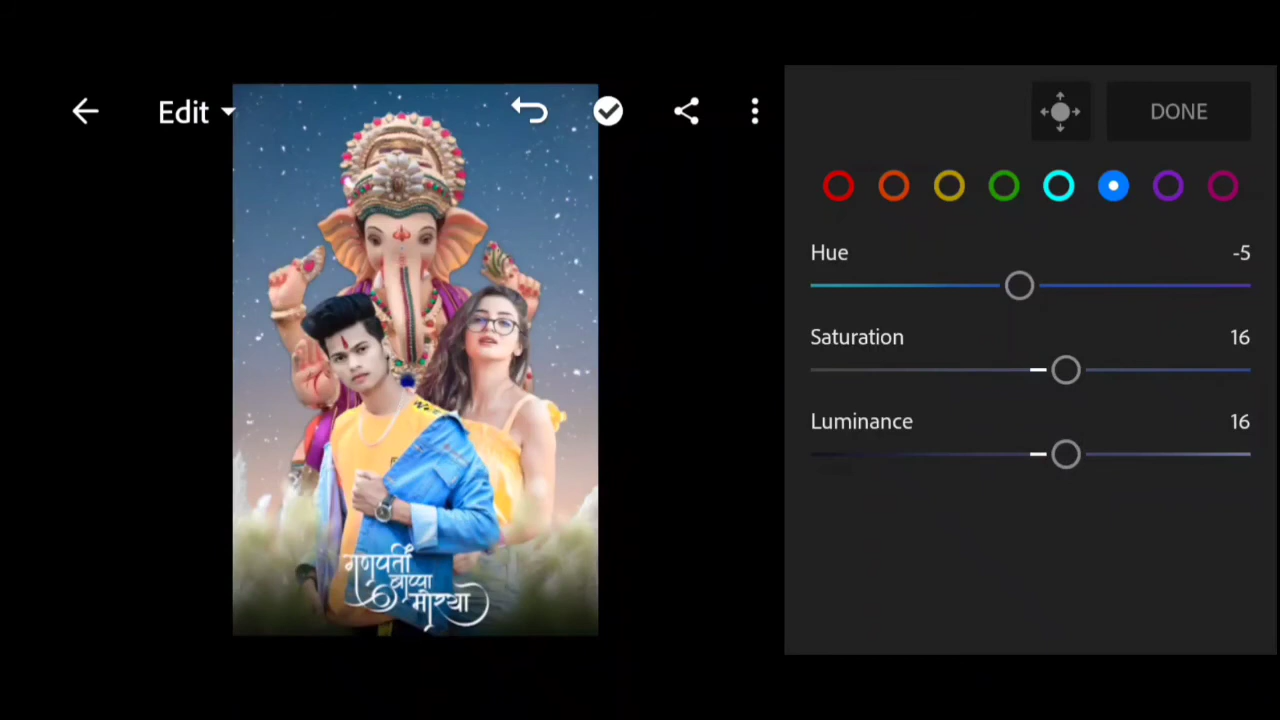 Edit
DONE
Hue
-5
Saturation
16
Luminance
16
गणपती
बाप्पा
मोरया